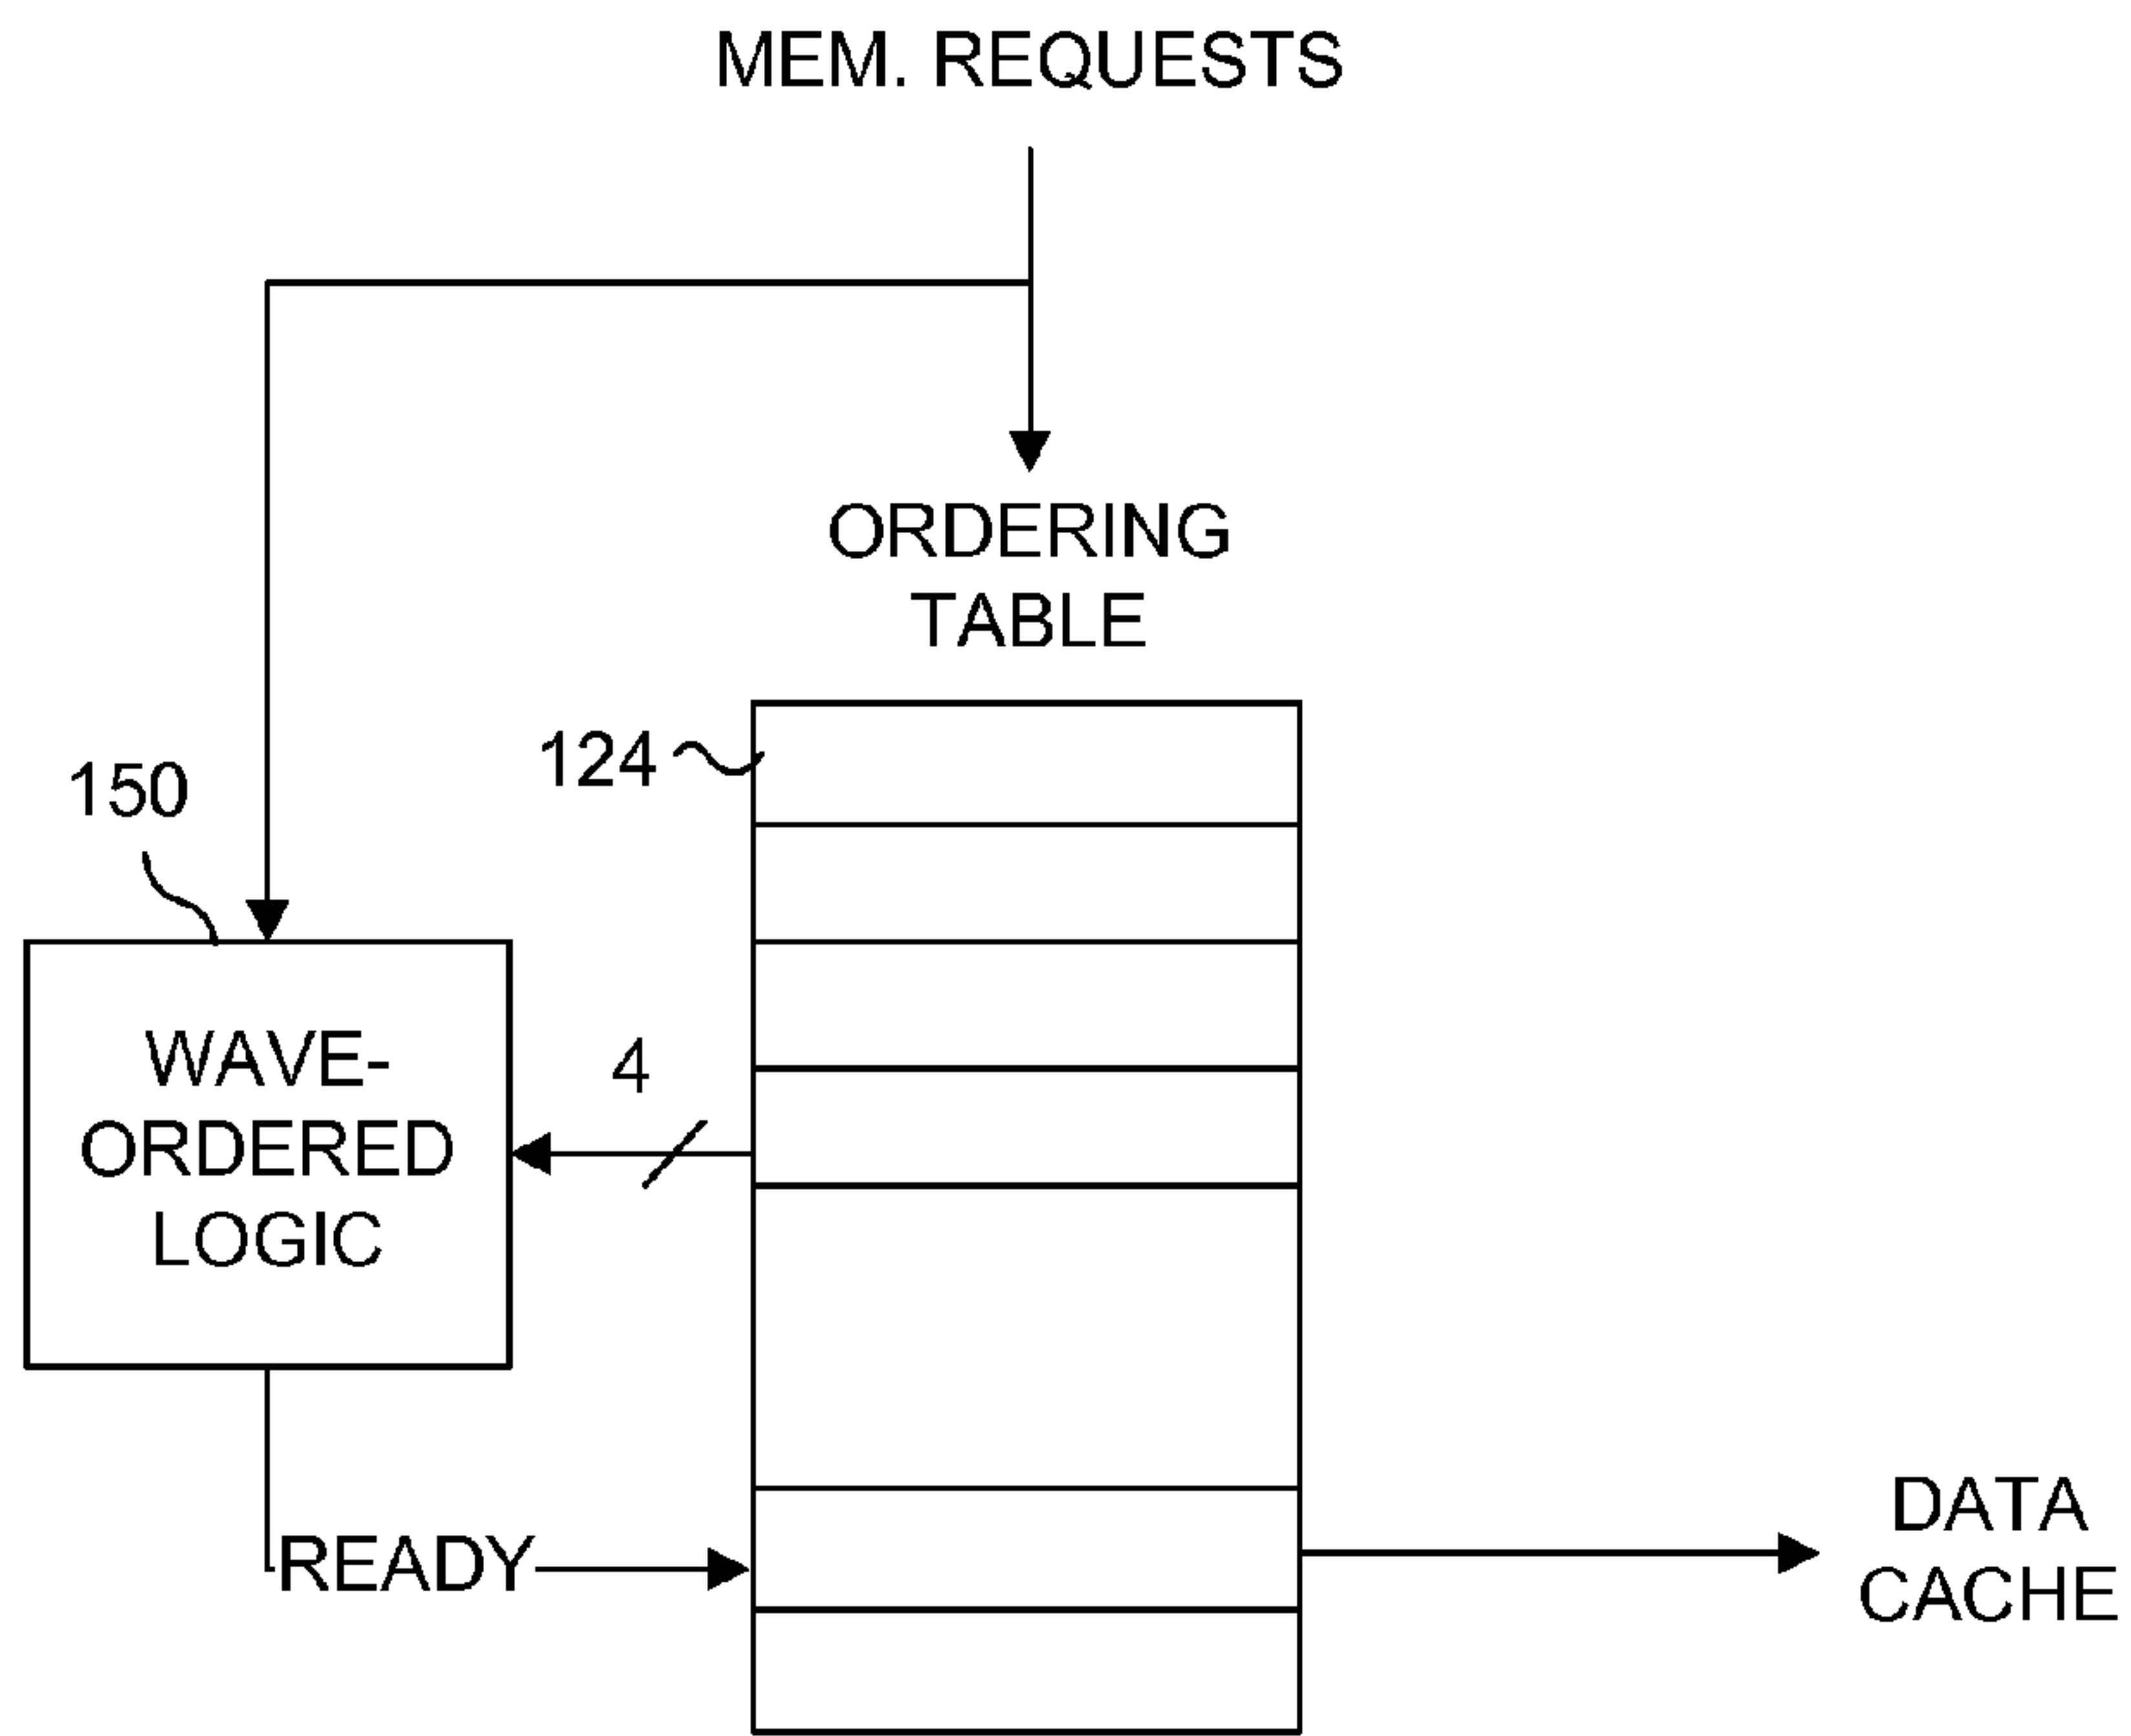 MEM. REQUESTS
ORDERING
TABLE
124
150
WAVE-
ORDERED
LOGIC
4
READY
DATA
CACHE